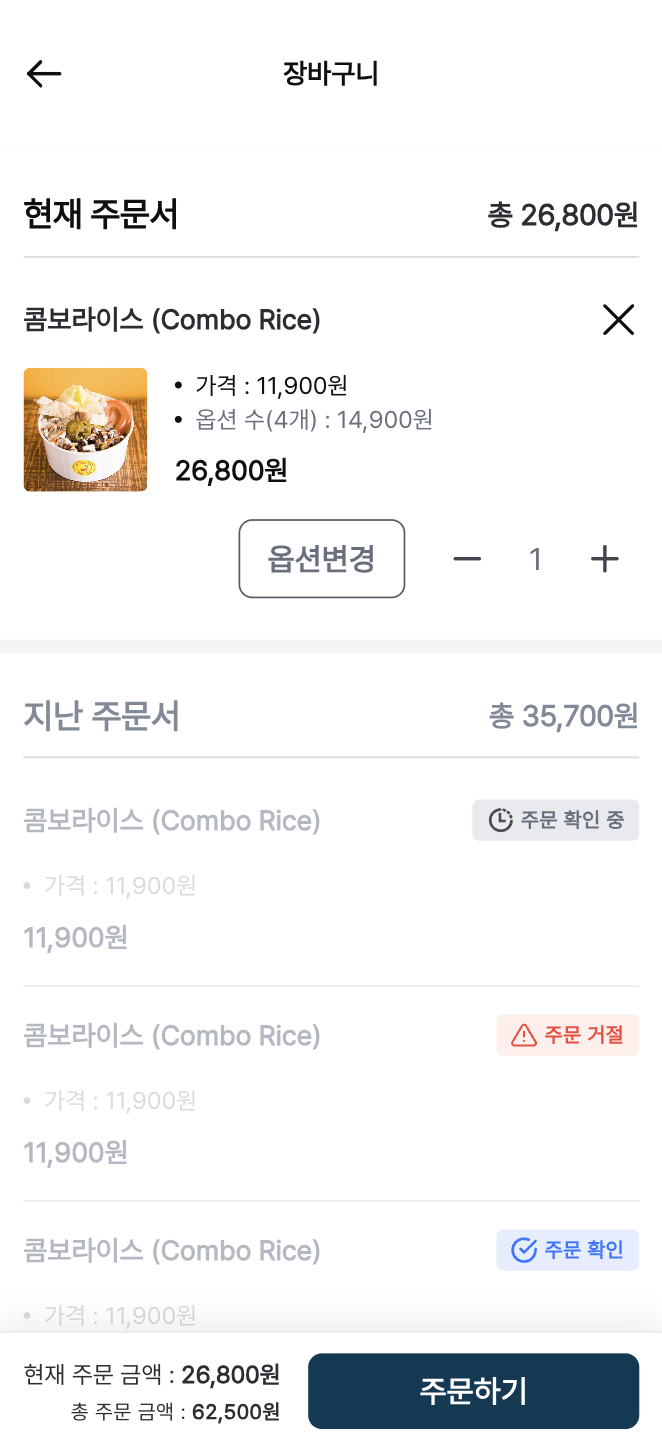 장바구니
현재 주문서 총 26,800원
콤보라이스 (Combo Rice)
• 가격 : 11,900원
• 옵션 수(4개) : 14,900원
26,800원
옵션변경 1
지난 주문서 총 35,700원
콤보라이스 (Combo Rice) 주문 확인 중
• 가격 : 11,900원
11,900원
콤보라이스 (Combo Rice) 주문 거절
• 가격 : 11,900원
11,900원
콤보라이스 (Combo Rice) 주문 확인
• 가격 : 11,900원
현재 주문 금액 : 26,800원
총 주문 금액 : 62,500원
주문하기